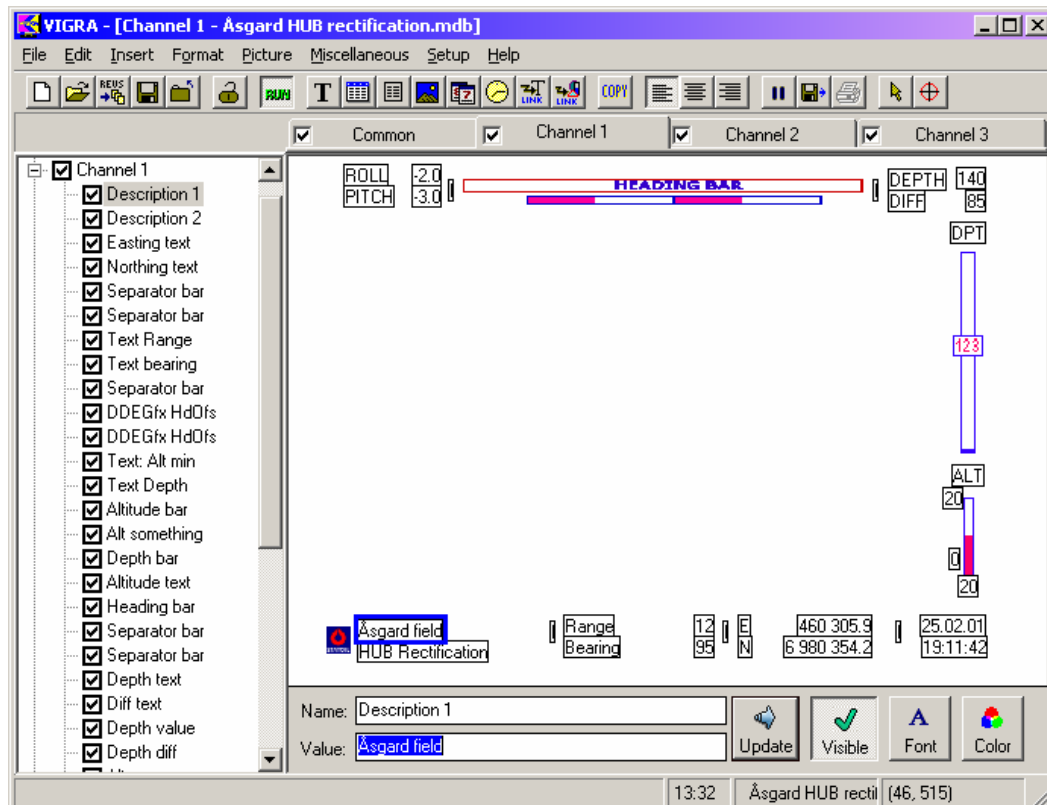 VIGRA - [Channel 1 - Åsgard HUB rectification.mdb]
File Edit Insert Format Picture Miscellaneous Setup Help
REUS RUN T LINK LINK COPY
Common Channel 1 Channel 2 Channel 3
Channel 1
Description 1
Description 2
Easting text
Northing text
Separator bar
Separator bar
Text Range
Text bearing
Separator bar
DDEGfx HdOfs
DDEGfx HdOfs
Text: Alt min
Text Depth
Altitude bar
Alt something
Depth bar
Altitude text
Heading bar
Separator bar
Separator bar
Depth text
Diff text
Depth value
Depth diff
ROLL -2.0 HEADING BAR DEPTH 140
PITCH -3.0 DIFF 85
DPT
123
ALT
20
0
20
Åsgard field Range 12 E 460 305.9 25.02.01
HUB Rectification Bearing 95 N 6 980 354.2 19:11:42
Name: Description 1
Value: Åsgard field
Update Visible A Font Color
13:32 Åsgard HUB rectil (46, 515)